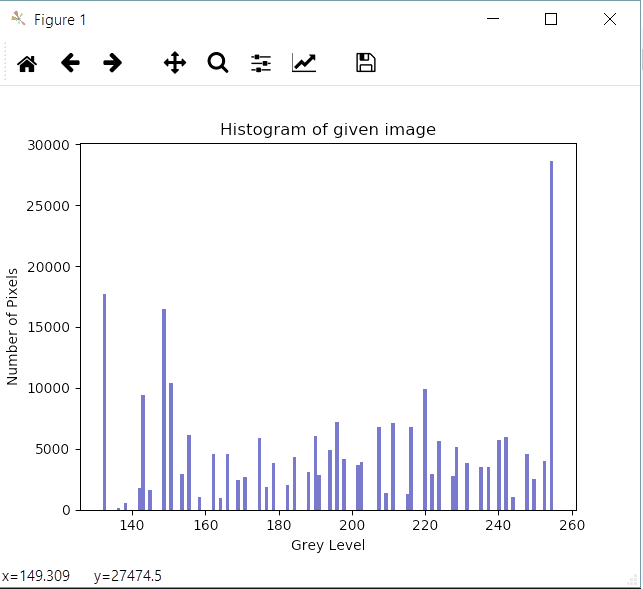 Figure 1
Histogram of given image
30000
25000
20000
15000
10000
5000
0
Number of Pixels
140 160 180 200 220 240 260
Grey Level
x=149.309 y=27474.5